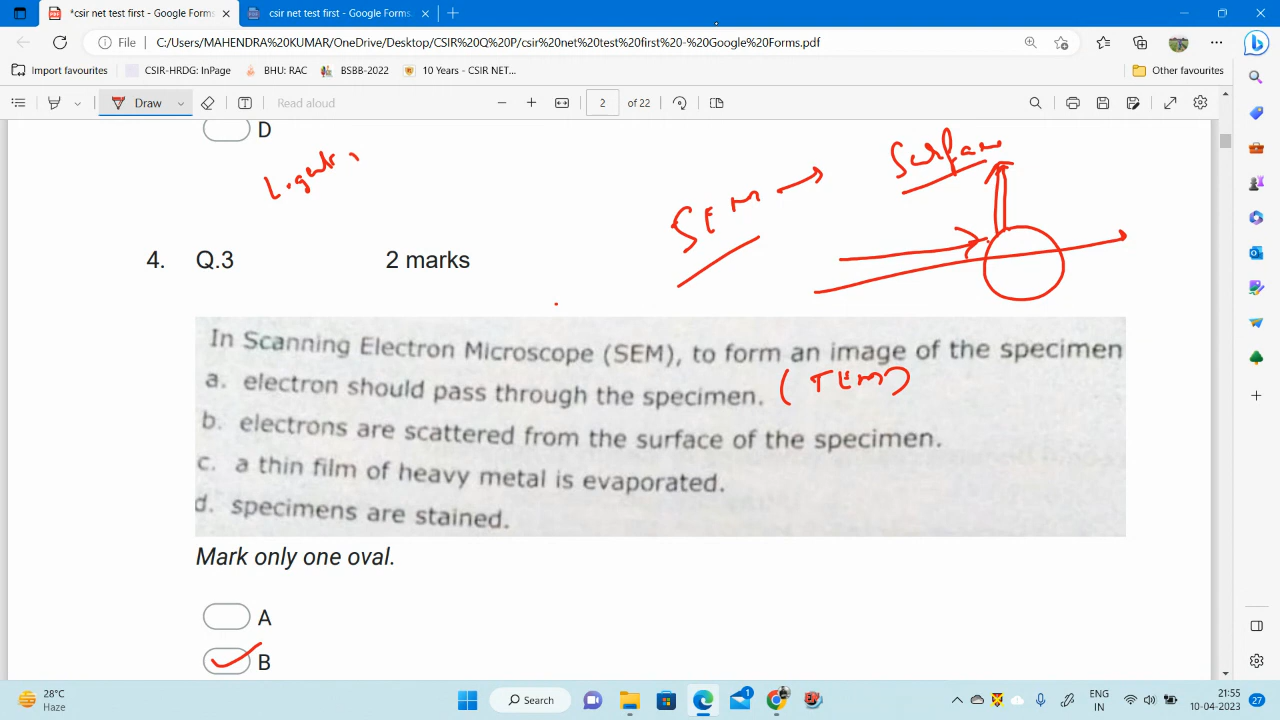 *csir net test first - Google Forms
csir net test first - Google Forms.
File C:/Users/MAHENDRA%20KUMAR/OneDrive/Desktop/CSIR%20Q%20P/csir%20net%20test%20first%20-%20Google%20Forms.pdf
Import favourites
CSIR-HRDG: InPage
BHU: RAC
BSBB-2022
10 Years - CSIR NET...
Other favourites
Draw
Read aloud
2 of 22
D
Surface
SEM
4. Q.3 2 marks
In Scanning Electron Microscope (SEM), to form an image of the specimen
a. electron should pass through the specimen. (TEM)
b. electrons are scattered from the surface of the specimen.
c. a thin film of heavy metal is evaporated.
d. specimens are stained.
Mark only one oval.
A
B
28°C
Haze
Search
1
ENG
IN
21:55
10-04-2023
27